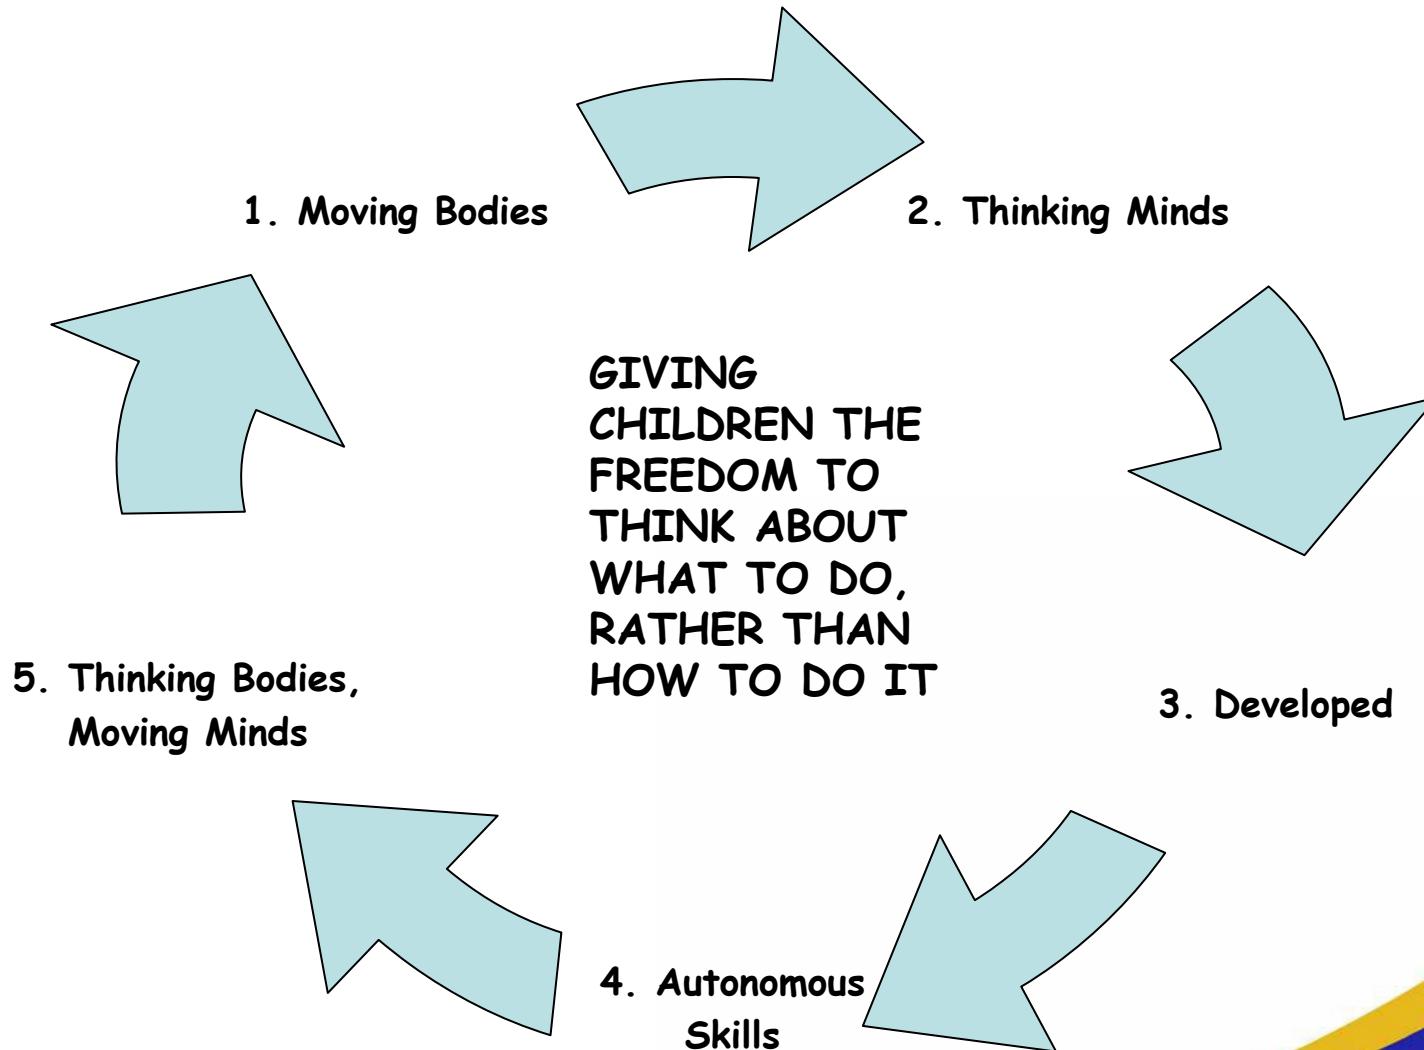 1. Moving Bodies
2. Thinking Minds
GIVING
CHILDREN THE
FREEDOM TO
THINK ABOUT
WHAT TO DO,
RATHER THAN
HOW TO DO IT
3. Developed
4. Autonomous
Skills
5. Thinking Bodies,
Moving Minds